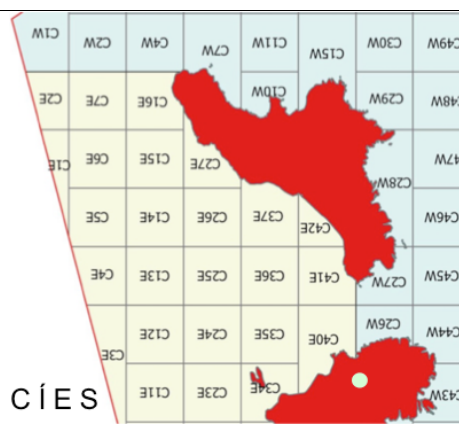 C1W C2W C4W C7W C11W C15W C30W C49W
C2E C7E C16E C10W C29W C48W
C1E C6E C15E C27E C28W C47W
C5E C14E C26E C37E C42E C46W
C4E C13E C25E C36E C41E C27W C45W
C3E C12E C24E C35E C40E C26W C44W
C11E C23E C34E C43W
CÍES